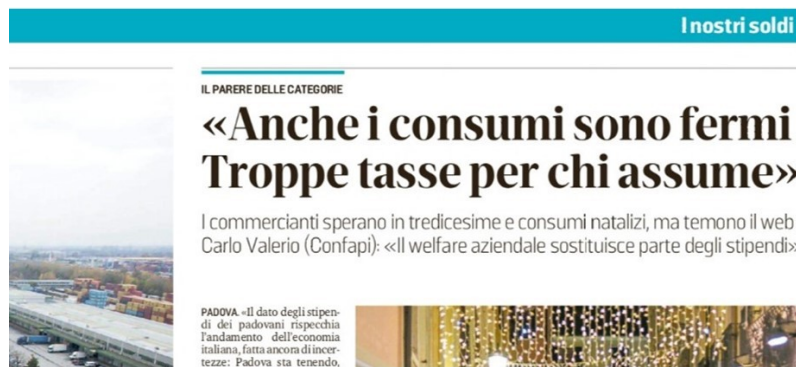 I nostri soldi
IL PARERE DELLE CATEGORIE
«Anche i consumi sono fermi
Troppe tasse per chi assume»
I commercianti sperano in tredicesime e consumi natalizi, ma temono il web
Carlo Valerio (Confapi): «Il welfare aziendale sostituisce parte degli stipendi»
PADOVA. «Il dato degli stipen-
di dei padovani rispecchia
l'andamento dell'economia
italiana, fatta ancora di incer-
tezze: Padova sta tenendo,